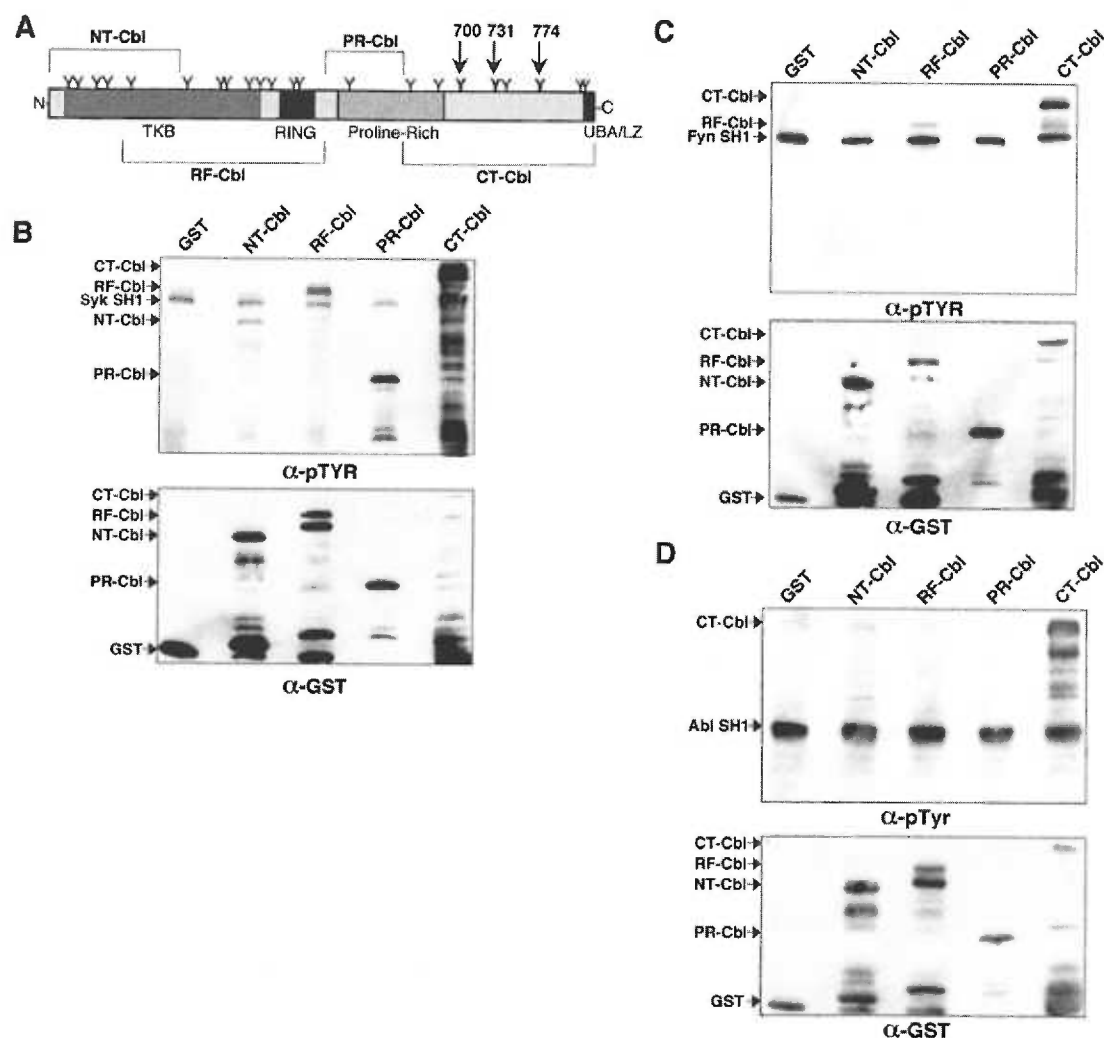 A
NT-Cbl
PR-Cbl
700 731 774
Y Y Y Y Y Y Y Y Y Y Y Y Y Y Y Y Y Y Y Y Y Y
N
C
TKB
RING
Proline-Rich
UBA/LZ
RF-Cbl
CT-Cbl
B
GST NT-Cbl RF-Cbl PR-Cbl CT-Cbl
CT-Cbl
RF-Cbl
Syk SH1
NT-Cbl
PR-Cbl
α-pTYR
CT-Cbl
RF-Cbl
NT-Cbl
PR-Cbl
GST
α-GST
C
GST NT-Cbl RF-Cbl PR-Cbl CT-Cbl
CT-Cbl
RF-Cbl
Fyn SH1
α-pTYR
CT-Cbl
RF-Cbl
NT-Cbl
PR-Cbl
GST
α-GST
D
GST NT-Cbl RF-Cbl PR-Cbl CT-Cbl
CT-Cbl
Abl SH1
α-pTyr
CT-Cbl
RF-Cbl
NT-Cbl
PR-Cbl
GST
α-GST